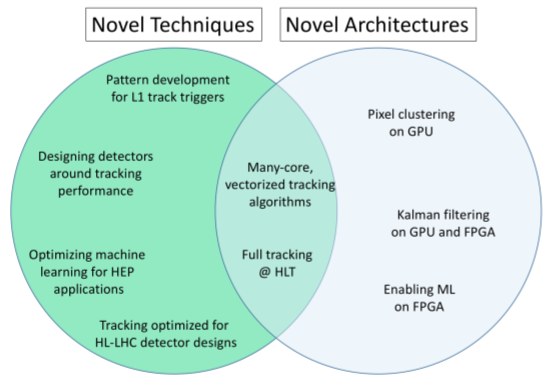 Novel Techniques
Novel Architectures
Pattern development
for L1 track triggers
Designing detectors
around tracking
performance
Optimizing machine
learning for HEP
applications
Tracking optimized for
HL-LHC detector designs
Many-core,
vectorized tracking
algorithms
Full tracking
@ HLT
Pixel clustering
on GPU
Kalman filtering
on GPU and FPGA
Enabling ML
on FPGA